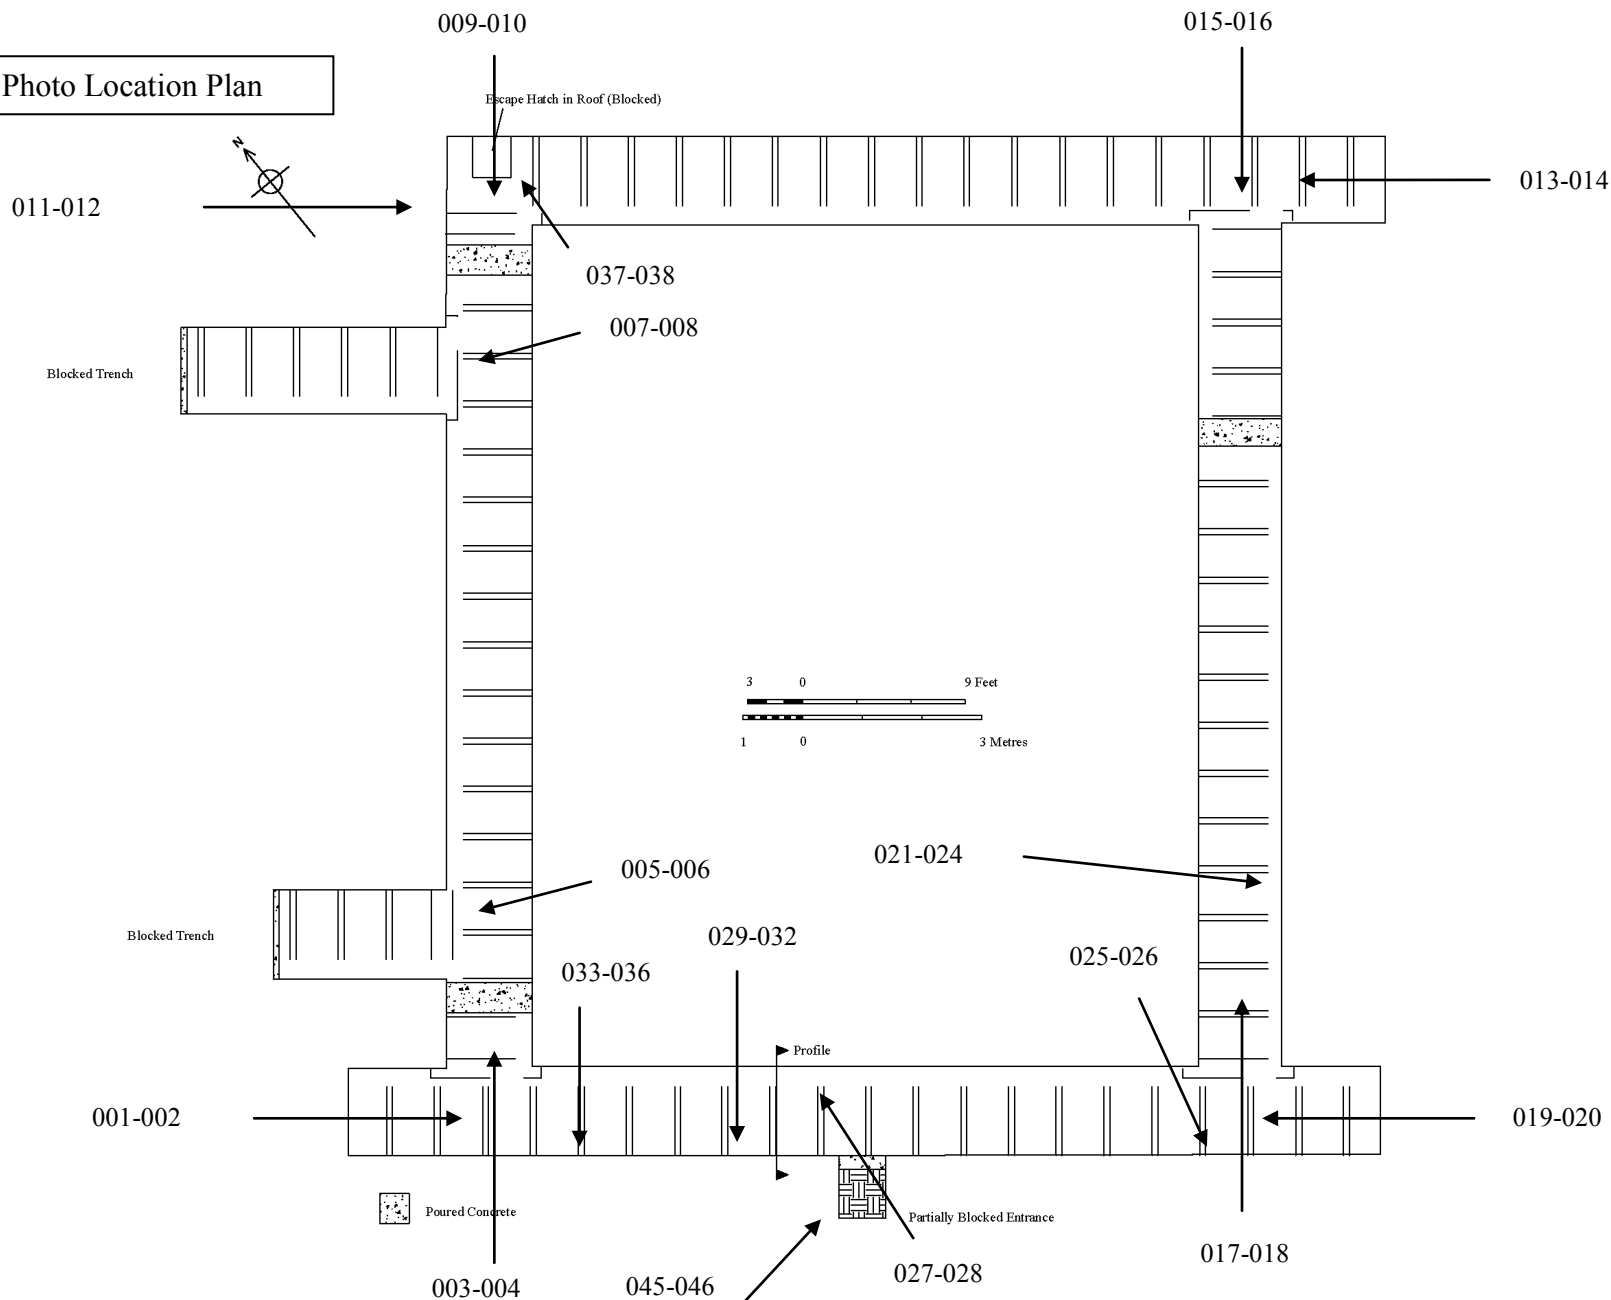 009-010
015-016
Photo Location Plan
Escape Hatch in Roof (Blocked)
N
013-014
011-012
037-038
007-008
Blocked Trench
3 0 9 Feet
1 0 3 Metres
021-024
005-006
Blocked Trench
029-032
025-026
033-036
Profile
001-002
019-020
Poured Concrete
Partially Blocked Entrance
017-018
027-028
003-004
045-046